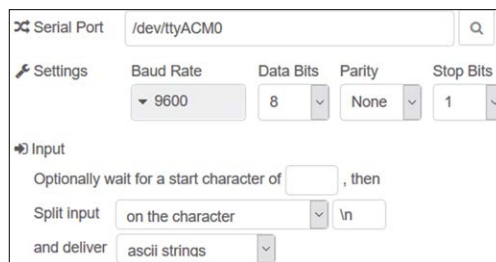 Serial Port /dev/ttyACM0
Settings Baud Rate Data Bits Parity Stop Bits
9600 8 None 1
Input
Optionally wait for a start character of , then
Split input on the character \n
and deliver ascii strings